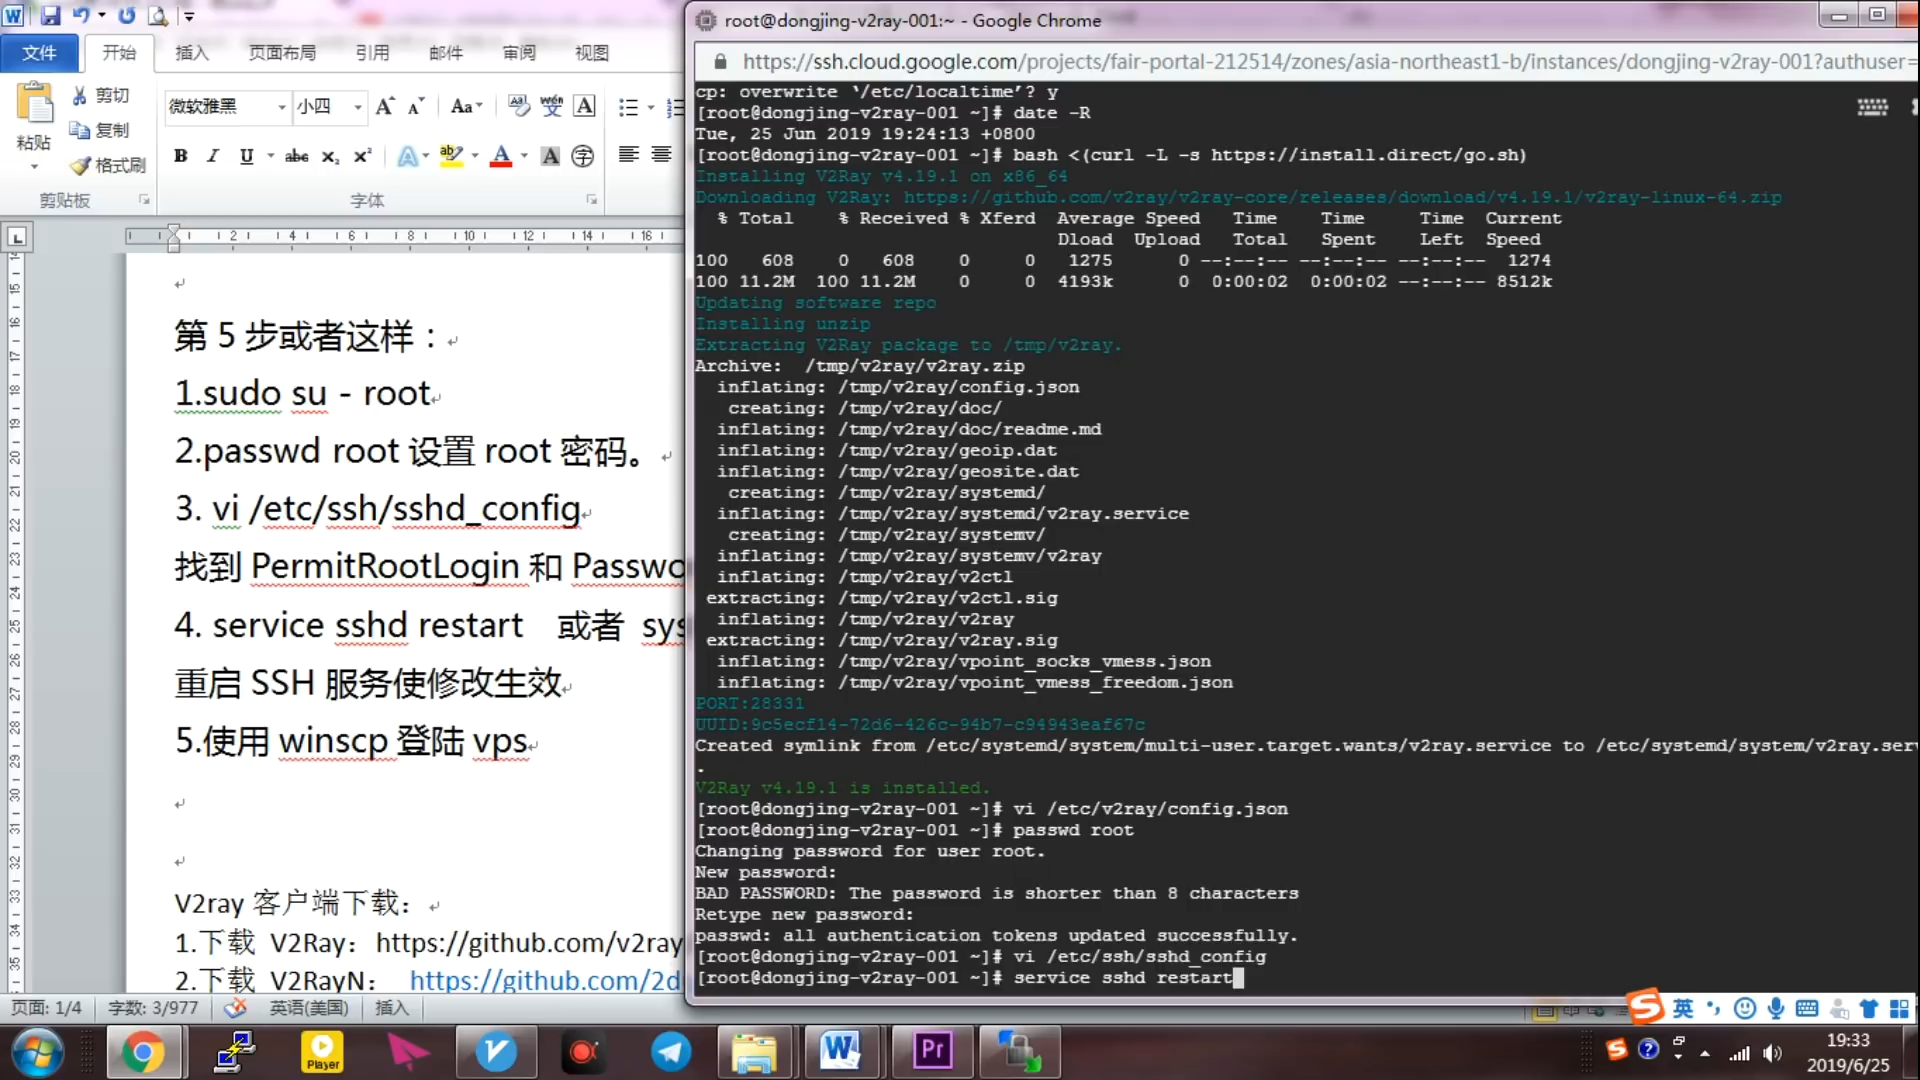 root@dongjing-v2ray-001:~ - Google Chrome
https://ssh.cloud.google.com/projects/fair-portal-212514/zones/asia-northeast1-b/instances/dongjing-v2ray-001?authuser=
文件 开始 插入 页面布局 引用 邮件 审阅 视图
剪切
复制
格式刷
粘贴
微软雅黑 小四
剪贴板 字体
第 5 步或者这样：
1.sudo su - root
2.passwd root 设置 root 密码。
3. vi /etc/ssh/sshd_config
找到 PermitRootLogin 和 Passwo
4. service sshd restart 或者 sys
重启 SSH 服务使修改生效
5.使用 winscp 登陆 vps
V2ray 客户端下载：
1.下载 V2Ray：https://github.com/v2ray
2.下载 V2RayN： https://github.com/2d
页面: 1/4 字数: 3/977 英语(美国) 插入
cp: overwrite ‘/etc/localtime’? y
[root@dongjing-v2ray-001 ~]# date -R
Tue, 25 Jun 2019 19:24:13 +0800
[root@dongjing-v2ray-001 ~]# bash <(curl -L -s https://install.direct/go.sh)
Installing V2Ray v4.19.1 on x86_64
Downloading V2Ray: https://github.com/v2ray/v2ray-core/releases/download/v4.19.1/v2ray-linux-64.zip
% Total % Received % Xferd Average Speed Time Time Time Current
Dload Upload Total Spent Left Speed
100 608 0 608 0 0 1275 0 --:--:-- --:--:-- --:--:-- 1274
100 11.2M 100 11.2M 0 0 4193k 0 0:00:02 0:00:02 --:--:-- 8512k
Updating software repo
Installing unzip
Extracting V2Ray package to /tmp/v2ray.
Archive: /tmp/v2ray/v2ray.zip
inflating: /tmp/v2ray/config.json
creating: /tmp/v2ray/doc/
inflating: /tmp/v2ray/doc/readme.md
inflating: /tmp/v2ray/geoip.dat
inflating: /tmp/v2ray/geosite.dat
creating: /tmp/v2ray/systemd/
inflating: /tmp/v2ray/systemd/v2ray.service
creating: /tmp/v2ray/systemv/
inflating: /tmp/v2ray/systemv/v2ray
inflating: /tmp/v2ray/v2ctl
extracting: /tmp/v2ray/v2ctl.sig
inflating: /tmp/v2ray/v2ray
extracting: /tmp/v2ray/v2ray.sig
inflating: /tmp/v2ray/vpoint_socks_vmess.json
inflating: /tmp/v2ray/vpoint_vmess_freedom.json
PORT:28331
UUID:9c5ecf14-72d6-426c-94b7-c94943eaf67c
Created symlink from /etc/systemd/system/multi-user.target.wants/v2ray.service to /etc/systemd/system/v2ray.serv
.
V2Ray v4.19.1 is installed.
[root@dongjing-v2ray-001 ~]# vi /etc/v2ray/config.json
[root@dongjing-v2ray-001 ~]# passwd root
Changing password for user root.
New password:
BAD PASSWORD: The password is shorter than 8 characters
Retype new password:
passwd: all authentication tokens updated successfully.
[root@dongjing-v2ray-001 ~]# vi /etc/ssh/sshd_config
[root@dongjing-v2ray-001 ~]# service sshd restart
英
Player
Pr
19:33
2019/6/25